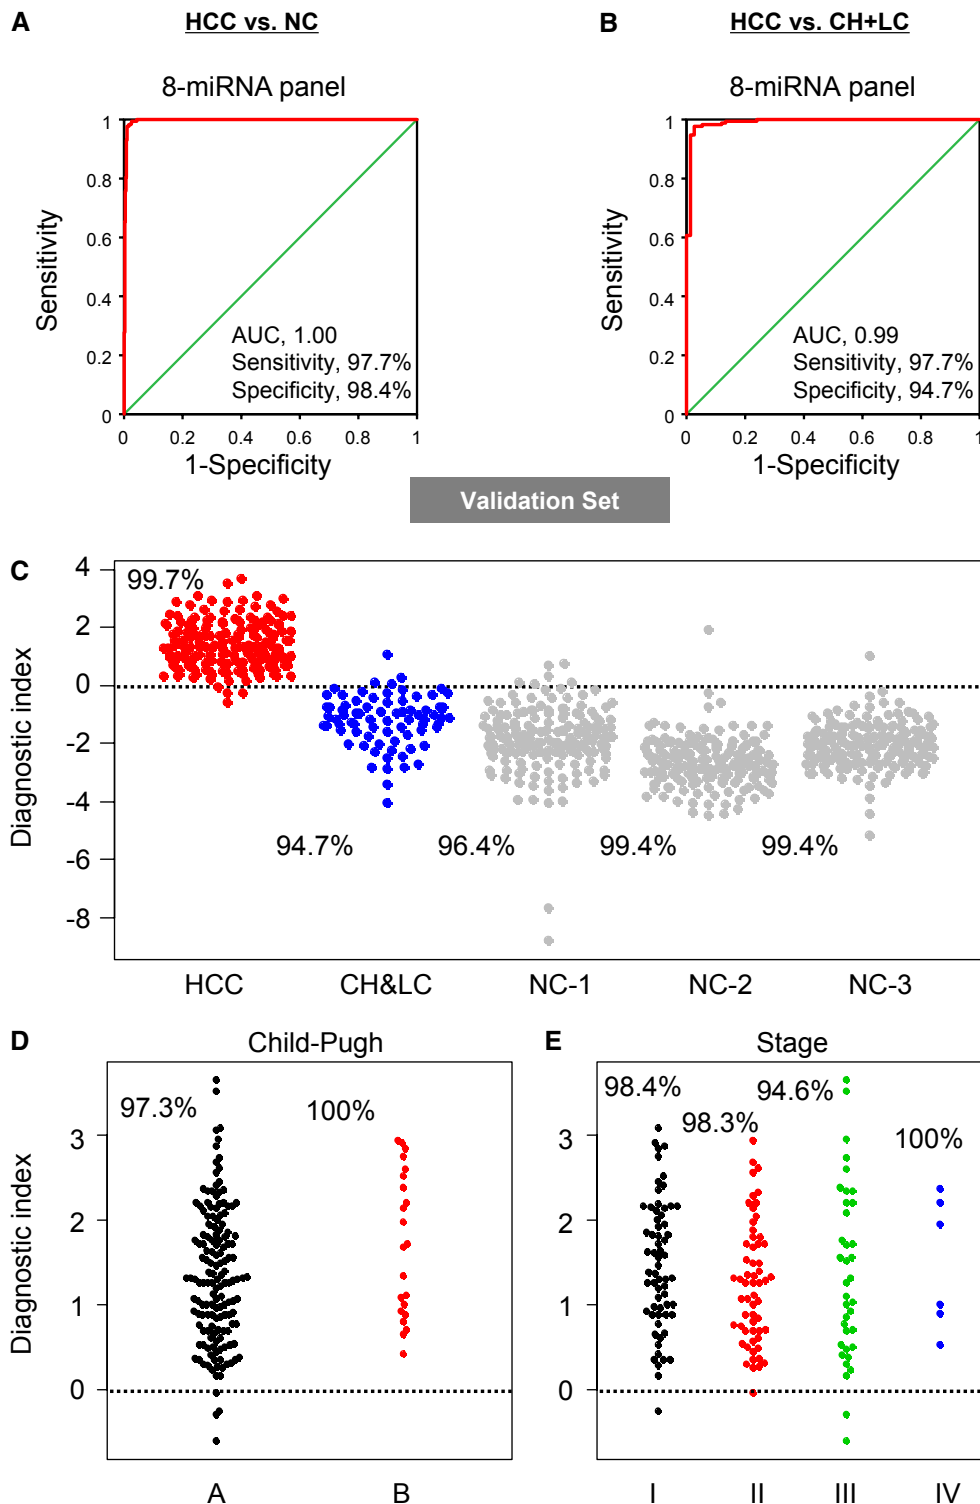 A
HCC vs. NC
8-miRNA panel
1
0.8
0.6
0.4
0.2
0
Sensitivity
AUC, 1.00
Sensitivity, 97.7%
Specificity, 98.4%
0 0.2 0.4 0.6 0.8 1
1-Specificity
B
HCC vs. CH+LC
8-miRNA panel
1
0.8
0.6
0.4
0.2
0
Sensitivity
AUC, 0.99
Sensitivity, 97.7%
Specificity, 94.7%
0 0.2 0.4 0.6 0.8 1
1-Specificity
Validation Set
C
4
2
0
-2
-4
-6
-8
Diagnostic index
99.7%
94.7% 96.4% 99.4% 99.4%
HCC CH&LC NC-1 NC-2 NC-3
D
Child-Pugh
3
2
1
0
Diagnostic index
97.3%
100%
A B
E
Stage
3
2
1
0
98.4%
98.3%
94.6%
100%
I II III IV